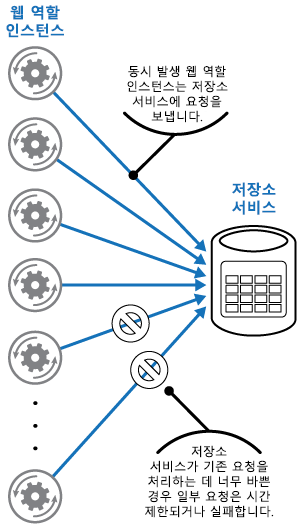 웹 역할
인스턴스
동시 발생 웹 역할
인스턴스는 저장소
서비스에 요청을
보냅니다.
저장소
서비스
저장소
서비스가 기존 요청을
처리하는 데 너무 바쁜
경우 일부 요청은 시간
제한되거나 실패합니다.